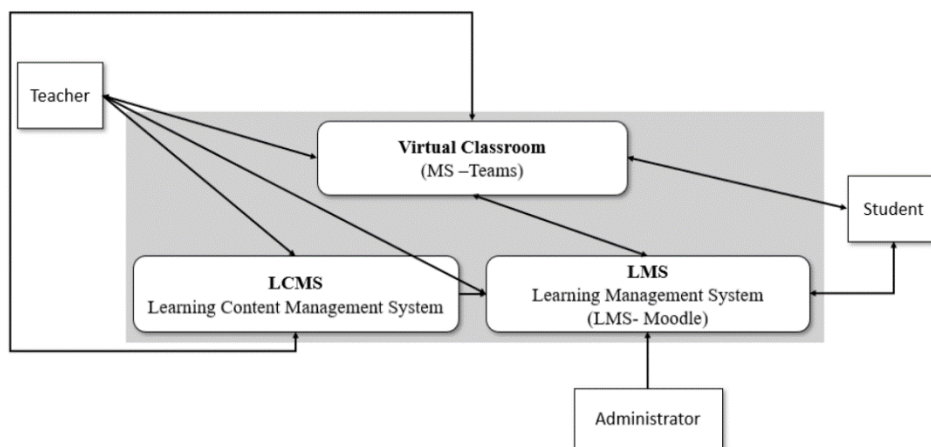 Teacher
Virtual Classroom
(MS –Teams)
Student
LCMS
Learning Content Management System
LMS
Learning Management System
(LMS- Moodle)
Administrator